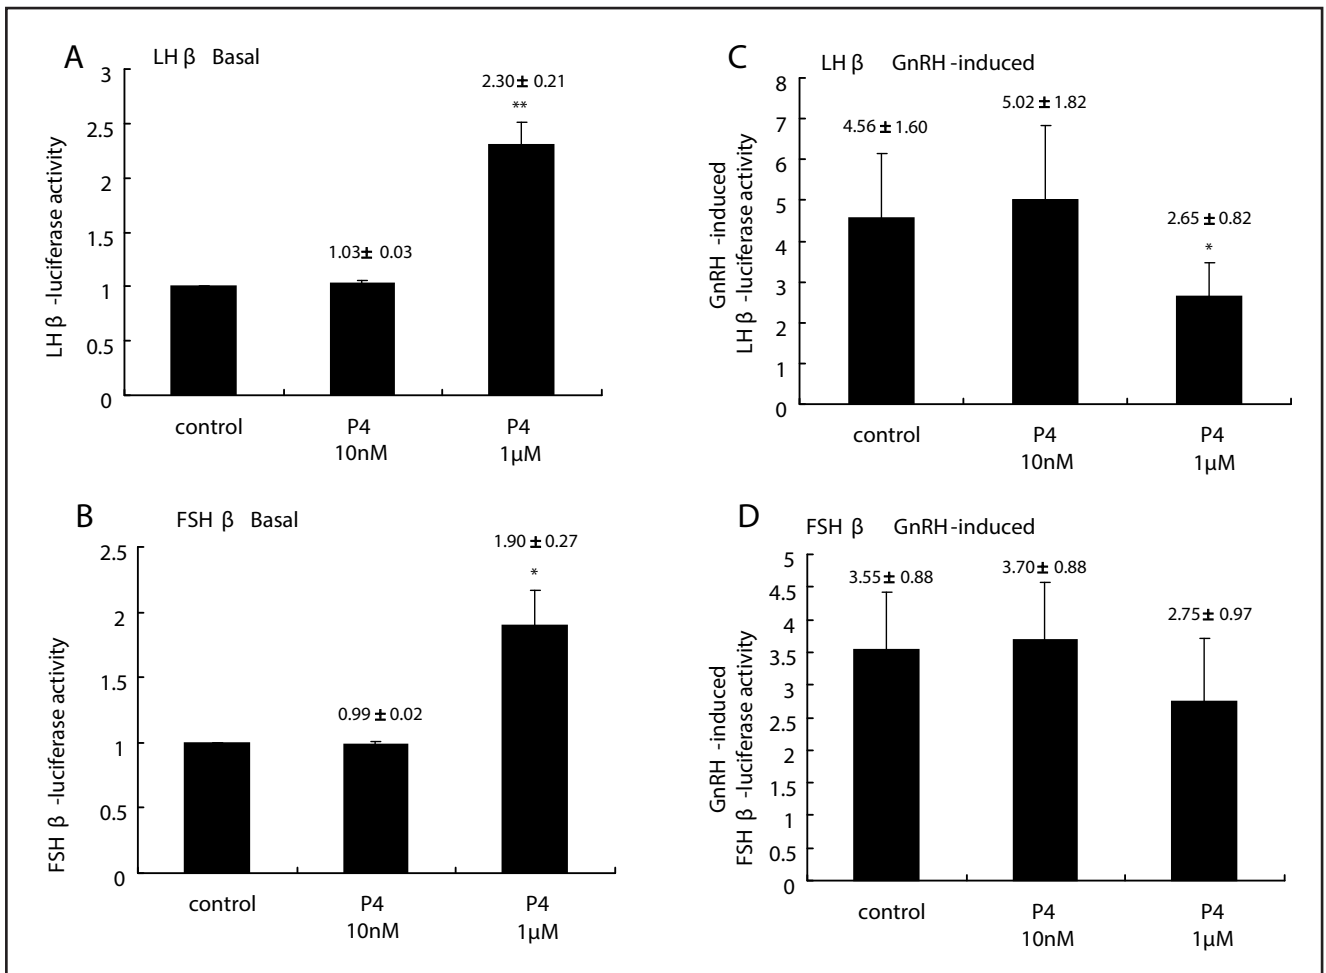 A
LH β Basal
3
2.5
2
1.5
1
0.5
0
LH β -luciferase activity
1.03± 0.03
2.30± 0.21
**
control
P4
10nM
P4
1μM
C
LH β GnRH -induced
8
7
6
5
4
3
2
1
0
GnRH -induced
LH β -luciferase activity
4.56 ± 1.60
5.02 ± 1.82
2.65 ± 0.82
*
control
P4
10nM
P4
1μM
B
FSH β Basal
2.5
2
1.5
1
0.5
0
FSH β -luciferase activity
0.99 ± 0.02
1.90 ± 0.27
*
control
P4
10nM
P4
1μM
D
FSH β GnRH -induced
5
4.5
4
3.5
3
2.5
2
1.5
1
0.5
0
GnRH -induced
FSH β -luciferase activity
3.55± 0.88
3.70± 0.88
2.75± 0.97
control
P4
10nM
P4
1μM